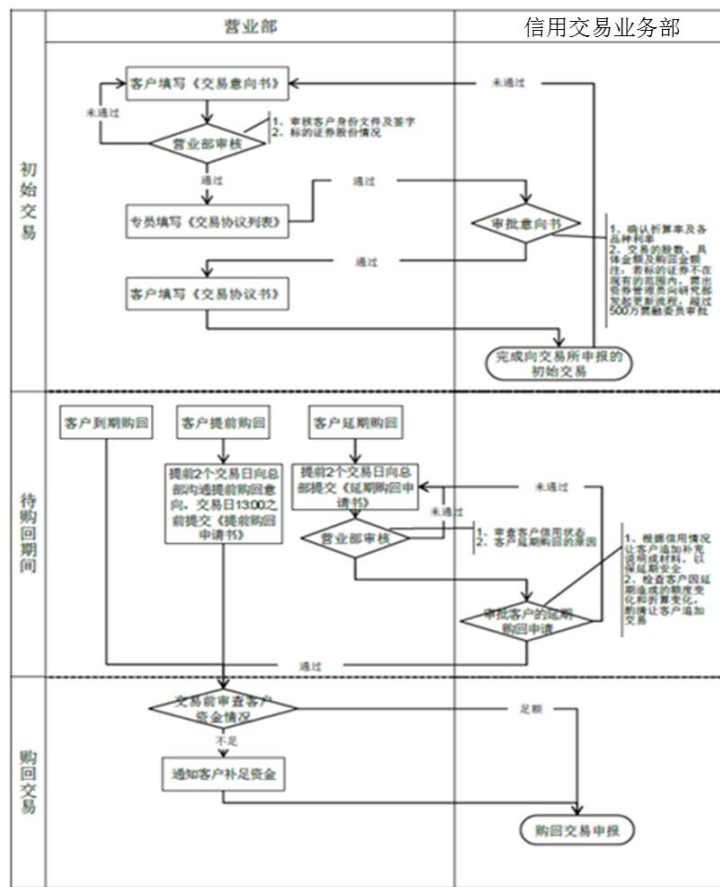 营业部
信用交易业务部
初始交易
客户填写《交易意向书》
未通过
未通过
营业部审核
1、审核客户身份文件及签字
2、标的证券股份情况
通过
通过
专员填写《交易协议列表》
审批意向书
1、确认折算率及各
品种利率
2、交易的股数、具
体金额及购回金额
注：若标的证券不在
现有的范围内，需出
资券管理员向研究部
发起更新流程，超过
500万需融委员审批
通过
客户填写《交易协议书》
完成向交易所申报的
初始交易
待购回期间
客户到期购回
客户提前购回
客户延期购回
提前2个交易日向总
部沟通提前购回意
向，交易日13:00之
前提交《提前购回
申请书》
提前2个交易日向总
部提交《延期购回申
请书》
未通过
未通过
营业部审核
1、审查客户信用状态
2、客户延期购回的原因
1、根据信用情况
让客户追加补充
说明或材料，以
保延期安全
2、检查客户因延
期造成的额度变
化和折算变化，
酌情让客户追加
交易
审批客户的延期
购回申请
通过
购回交易
交易前审查客户
资金情况
足额
不足
通知客户补足资金
购回交易申报